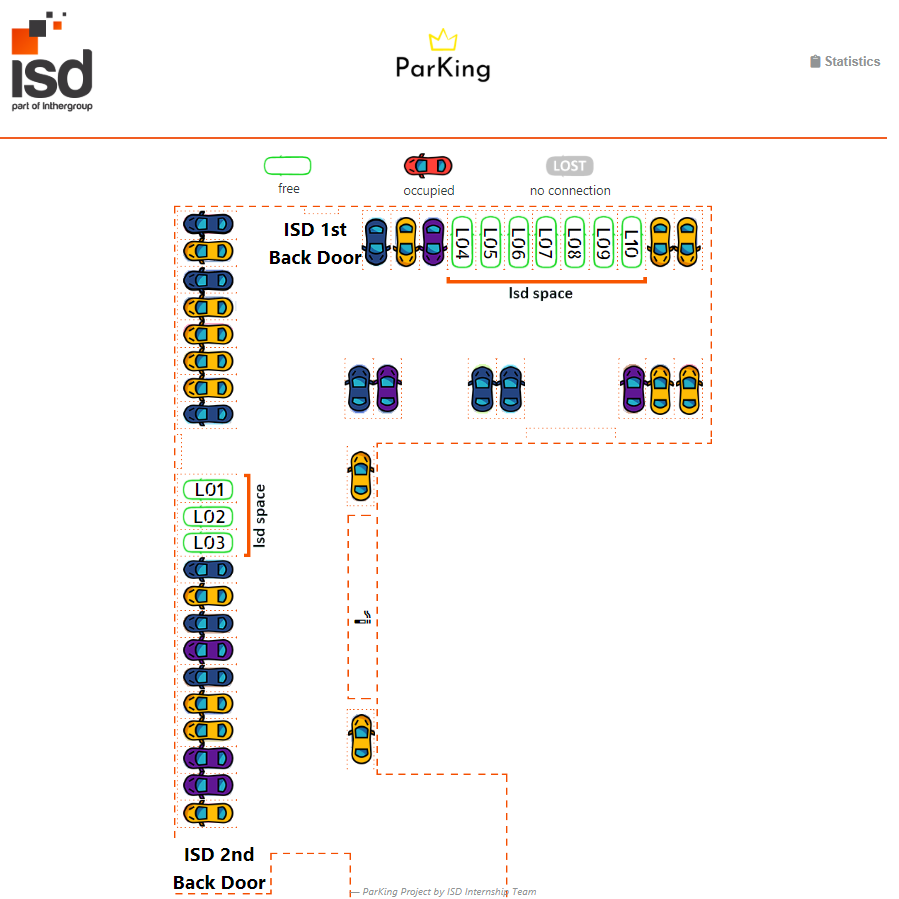 isd
part of inthergroup
ParKing
Statistics
free
occupied
LOST
no connection
ISD 1st
Back Door
L04
L05
L06
L07
L08
L09
L10
Isd space
L01
L02
L03
Isd space
ISD 2nd
Back Door
— ParKing Project by ISD Internship Team